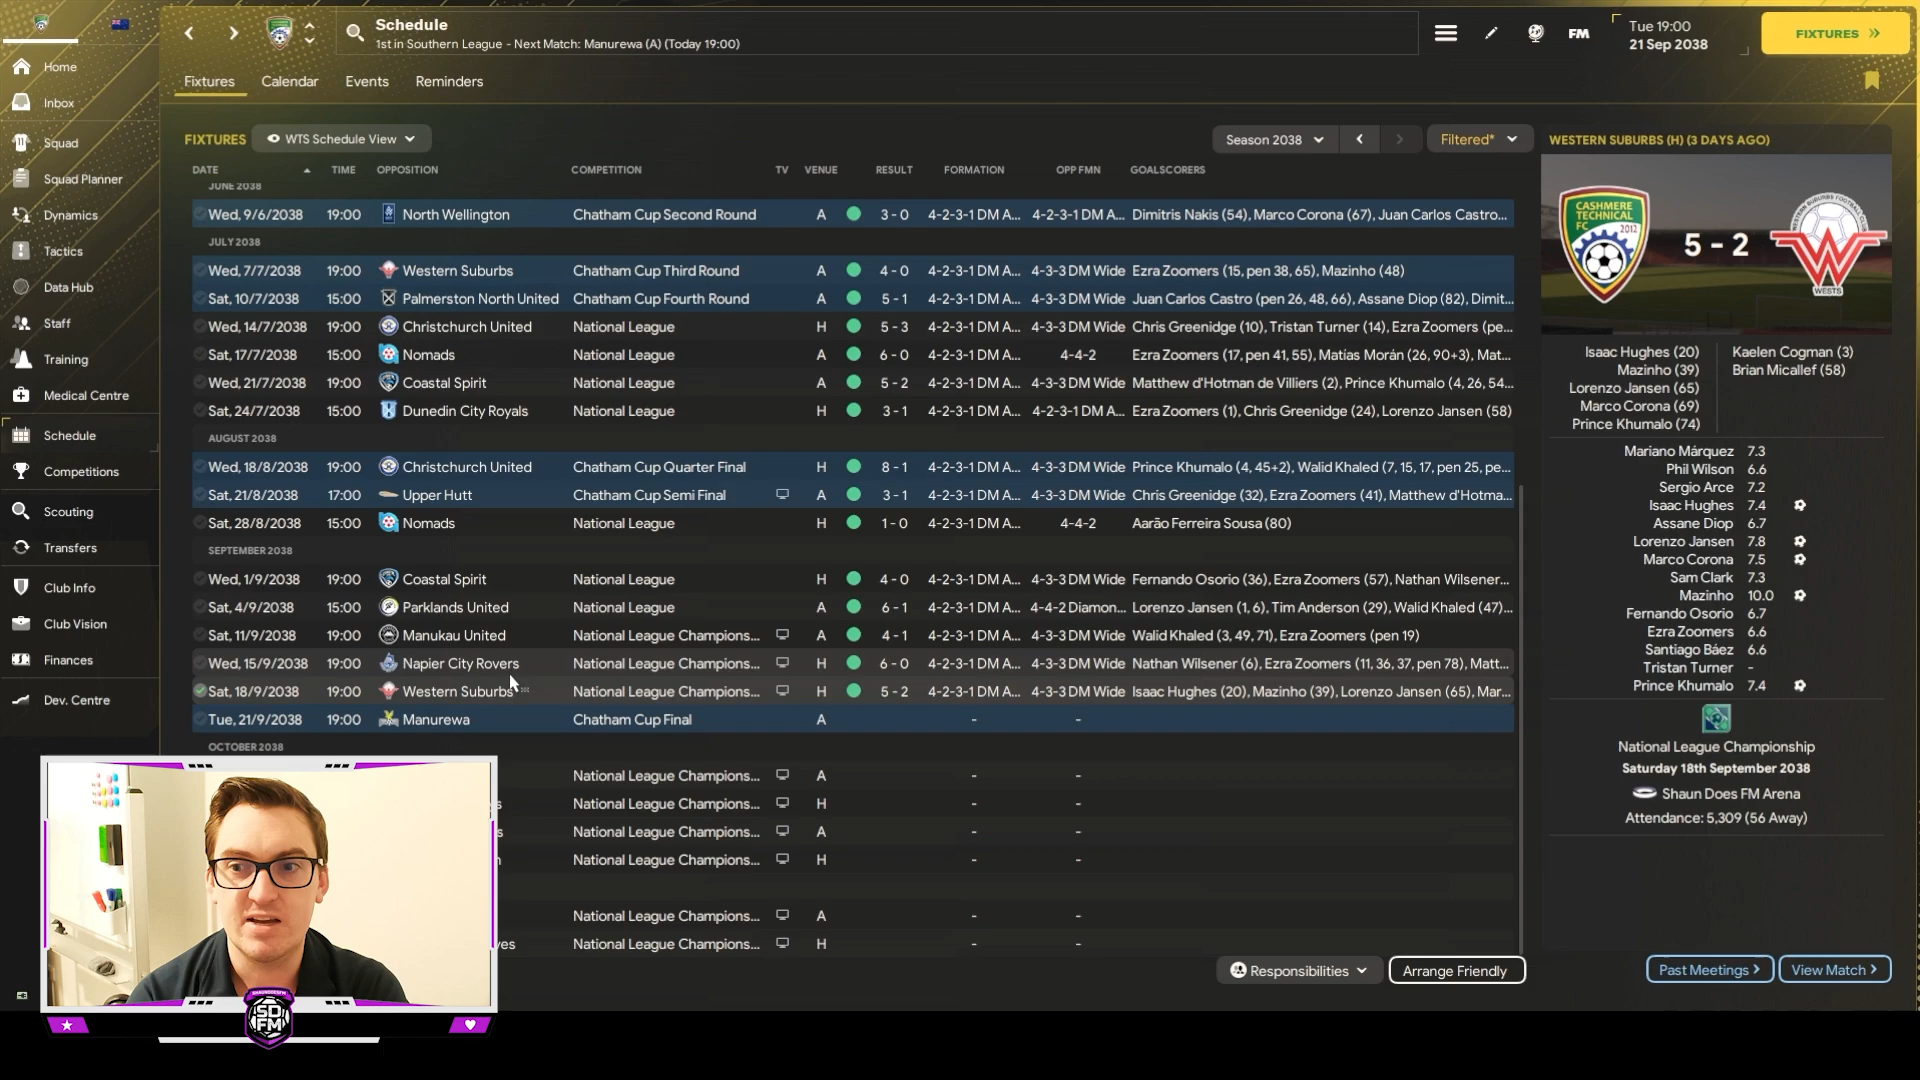 Schedule
1st in Southern League - Next Match: Manurewa (A) (Today 19:00)
FM
Tue 19:00
21 Sep 2038
FIXTURES
Home
Inbox
Squad
Squad Planner
Dynamics
Tactics
Data Hub
Staff
Training
Medical Centre
Schedule
Competitions
Scouting
Transfers
Club Info
Club Vision
Finances
Dev. Centre
Fixtures Calendar Events Reminders
FIXTURES WTS Schedule View Season 2038 Filtered*
DATE TIME OPPOSITION COMPETITION TV VENUE RESULT FORMATION OPP FMN GOALSCORERS
JUNE 2038
Wed, 9/6/2038 19:00 North Wellington Chatham Cup Second Round A 3 - 0 4-2-3-1 DM A... 4-2-3-1 DM A... Dimitris Nakis (54), Marco Corona (67), Juan Carlos Castro...
JULY 2038
Wed, 7/7/2038 19:00 Western Suburbs Chatham Cup Third Round A 4 - 0 4-2-3-1 DM A... 4-3-3 DM Wide Ezra Zoomers (15, pen 38, 65), Mazinho (48)
Sat, 10/7/2038 15:00 Palmerston North United Chatham Cup Fourth Round A 5 - 1 4-2-3-1 DM A... 4-3-3 DM Wide Juan Carlos Castro (pen 26, 48, 66), Assane Diop (82), Dimit...
Wed, 14/7/2038 19:00 Christchurch United National League H 5 - 3 4-2-3-1 DM A... 4-3-3 DM Wide Chris Greenidge (10), Tristan Turner (14), Ezra Zoomers (pe...
Sat, 17/7/2038 15:00 Nomads National League A 6 - 0 4-2-3-1 DM A... 4-4-2 Ezra Zoomers (17, pen 41, 55), Matías Morán (26, 90+3), Mat...
Wed, 21/7/2038 19:00 Coastal Spirit National League A 5 - 2 4-2-3-1 DM A... 4-3-3 DM Wide Matthew d'Hotman de Villiers (2), Prince Khumalo (4, 26, 54...
Sat, 24/7/2038 15:00 Dunedin City Royals National League H 3 - 1 4-2-3-1 DM A... 4-2-3-1 DM A... Ezra Zoomers (1), Chris Greenidge (24), Lorenzo Jansen (58)
AUGUST 2038
Wed, 18/8/2038 19:00 Christchurch United Chatham Cup Quarter Final H 8 - 1 4-2-3-1 DM A... 4-3-3 DM Wide Prince Khumalo (4, 45+2), Walid Khaled (7, 15, 17, pen 25, pe...
Sat, 21/8/2038 17:00 Upper Hutt Chatham Cup Semi Final A 3 - 1 4-2-3-1 DM A... 4-3-3 DM Wide Chris Greenidge (32), Ezra Zoomers (41), Matthew d'Hotma...
Sat, 28/8/2038 15:00 Nomads National League H 1 - 0 4-2-3-1 DM A... 4-4-2 Aarão Ferreira Sousa (80)
SEPTEMBER 2038
Wed, 1/9/2038 19:00 Coastal Spirit National League H 4 - 0 4-2-3-1 DM A... 4-3-3 DM Wide Fernando Osorio (36), Ezra Zoomers (57), Nathan Wilsener...
Sat, 4/9/2038 15:00 Parklands United National League A 6 - 1 4-2-3-1 DM A... 4-4-2 Diamon... Lorenzo Jansen (1, 6), Tim Anderson (29), Walid Khaled (47)...
Sat, 11/9/2038 19:00 Manukau United National League Champions... A 4 - 1 4-2-3-1 DM A... 4-3-3 DM Wide Walid Khaled (3, 49, 71), Ezra Zoomers (pen 19)
Wed, 15/9/2038 19:00 Napier City Rovers National League Champions... H 6 - 0 4-2-3-1 DM A... 4-3-3 DM Wide Nathan Wilsener (6), Ezra Zoomers (11, 36, 37, pen 78), Matt...
Sat, 18/9/2038 19:00 Western Suburbs National League Champions... H 5 - 2 4-2-3-1 DM A... 4-3-3 DM Wide Isaac Hughes (20), Mazinho (39), Lorenzo Jansen (65), Mar...
Tue, 21/9/2038 19:00 Manurewa Chatham Cup Final A - -
OCTOBER 2038
National League Champions... A - -
s National League Champions... H - -
s National League Champions... A - -
n National League Champions... H - -
National League Champions... A - -
ves National League Champions... H - -
Responsibilities Arrange Friendly
WESTERN SUBURBS (H) (3 DAYS AGO)
CASHMERE
TECHNICAL
FC 2012
5 - 2
WESTERN SUBURBS FOOTBALL CLUB
WESTS
Isaac Hughes (20) Kaelen Cogman (3)
Mazinho (39) Brian Micallef (58)
Lorenzo Jansen (65)
Marco Corona (69)
Prince Khumalo (74)
Mariano Márquez 7.3
Phil Wilson 6.6
Sergio Arce 7.2
Isaac Hughes 7.4
Assane Diop 6.7
Lorenzo Jansen 7.8
Marco Corona 7.5
Sam Clark 7.3
Mazinho 10.0
Fernando Osorio 6.7
Ezra Zoomers 6.6
Santiago Báez 6.6
Tristan Turner -
Prince Khumalo 7.4
National League Championship
Saturday 18th September 2038
Shaun Does FM Arena
Attendance: 5,309 (56 Away)
Past Meetings View Match
SHAUNDOESFM
SD
FM